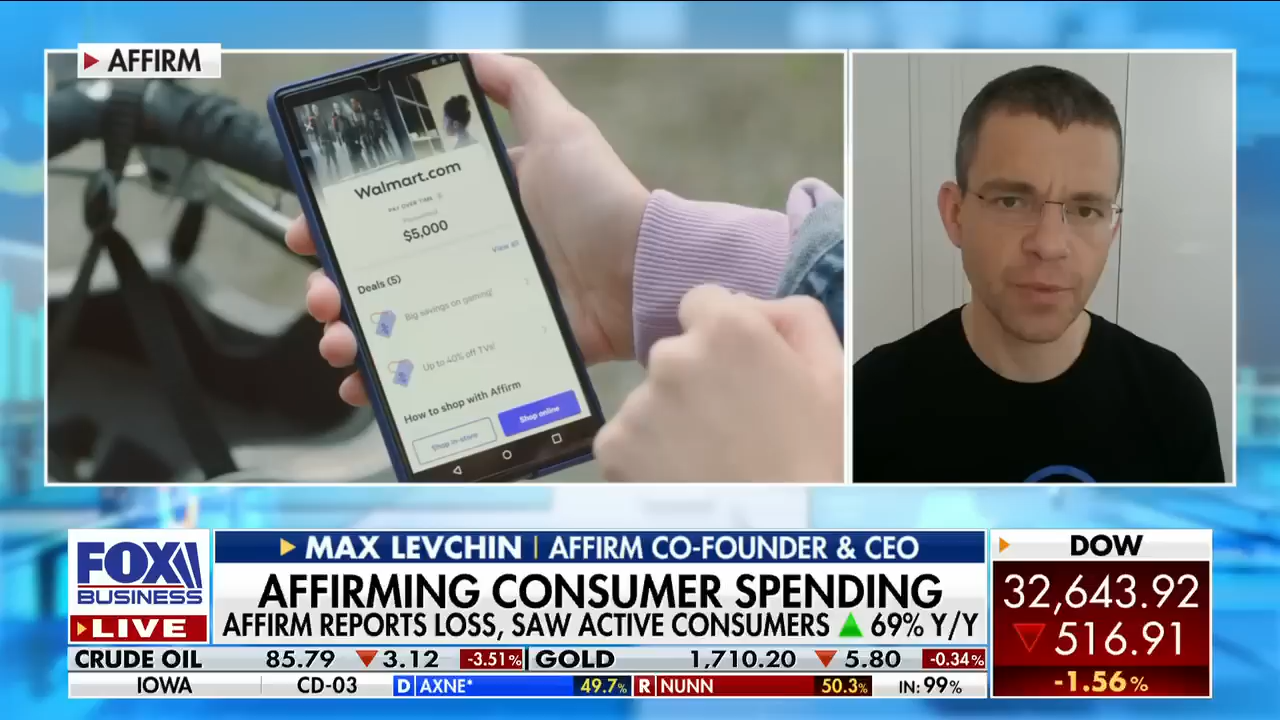 AFFIRM
Walmart.com
PAY OVER TIME
$5,000
View all
Deals (5)
Big savings on gaming!
Up to 40% off TVs!
How to shop with Affirm
Shop in-store
Shop online
FOX
BUSINESS
LIVE
MAX LEVCHIN | AFFIRM CO-FOUNDER & CEO
AFFIRMING CONSUMER SPENDING
AFFIRM REPORTS LOSS, SAW ACTIVE CONSUMERS ▲ 69% Y/Y
DOW
32,643.92
▼ 516.91
-1.56%
CRUDE OIL 85.79 ▼ 3.12 -3.51% GOLD 1,710.20 ▼ 5.80 -0.34%
IOWA CD-03 D AXNE* 49.7% R NUNN 50.3% IN: 99%